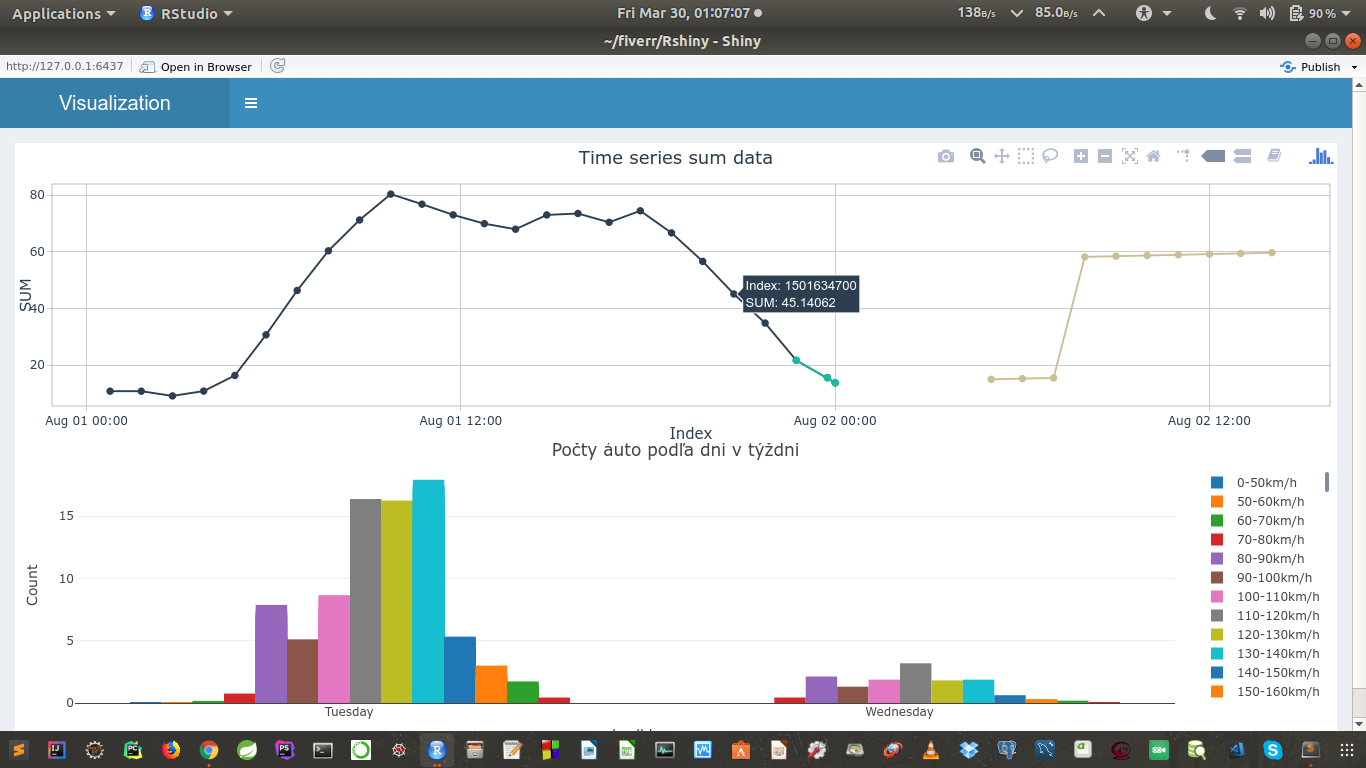 Applications RStudio Fri Mar 30, 01:07:07 138B/s 85.0B/s 90%
~/fiverr/Rshiny - Shiny
http://127.0.0.1:6437 Open in Browser Publish
Visualization
Time series sum data
80
60
40
20
SUM
Index: 1501634700
SUM: 45.14062
Aug 01 00:00 Aug 01 12:00 Aug 02 00:00 Aug 02 12:00
Index
Počty áuto podľa dni v týždni
15
10
5
0
Count
Tuesday Wednesday
0-50km/h
50-60km/h
60-70km/h
70-80km/h
80-90km/h
90-100km/h
100-110km/h
110-120km/h
120-130km/h
130-140km/h
140-150km/h
150-160km/h